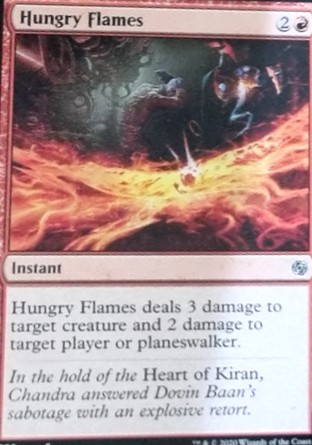 Hungry Flames 2
Instant
Hungry Flames deals 3 damage to
target creature and 2 damage to
target player or planeswalker.
In the hold of the Heart of Kiran,
Chandra answered Dovin Baan's
sabotage with an explosive retort.
™ & © 2020 Wizards of the Coast